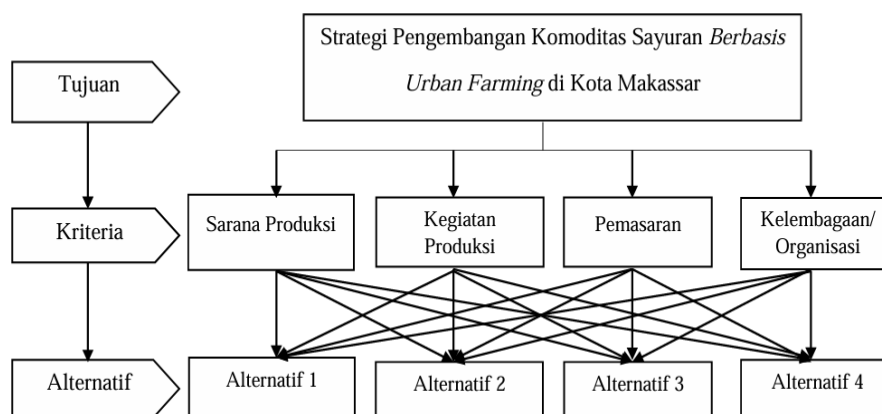 Strategi Pengembangan Komoditas Sayuran Berbasis
Urban Farming di Kota Makassar
Tujuan
Kriteria
Sarana Produksi
Kegiatan
Produksi
Pemasaran
Kelembagaan/
Organisasi
Alternatif
Alternatif 1
Alternatif 2
Alternatif 3
Alternatif 4